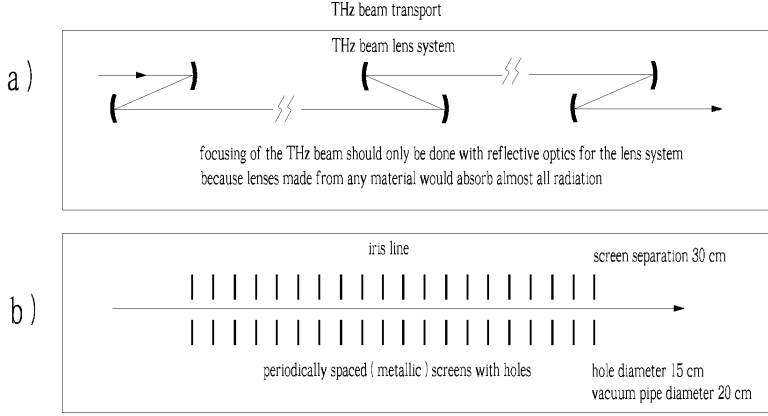 THz beam transport
a)
THz beam lens system
focusing of the THz beam should only be done with reflective optics for the lens system
because lenses made from any material would absorb almost all radiation
b)
iris line
screen separation 30 cm
periodically spaced ( metallic ) screens with holes
hole diameter 15 cm
vacuum pipe diameter 20 cm